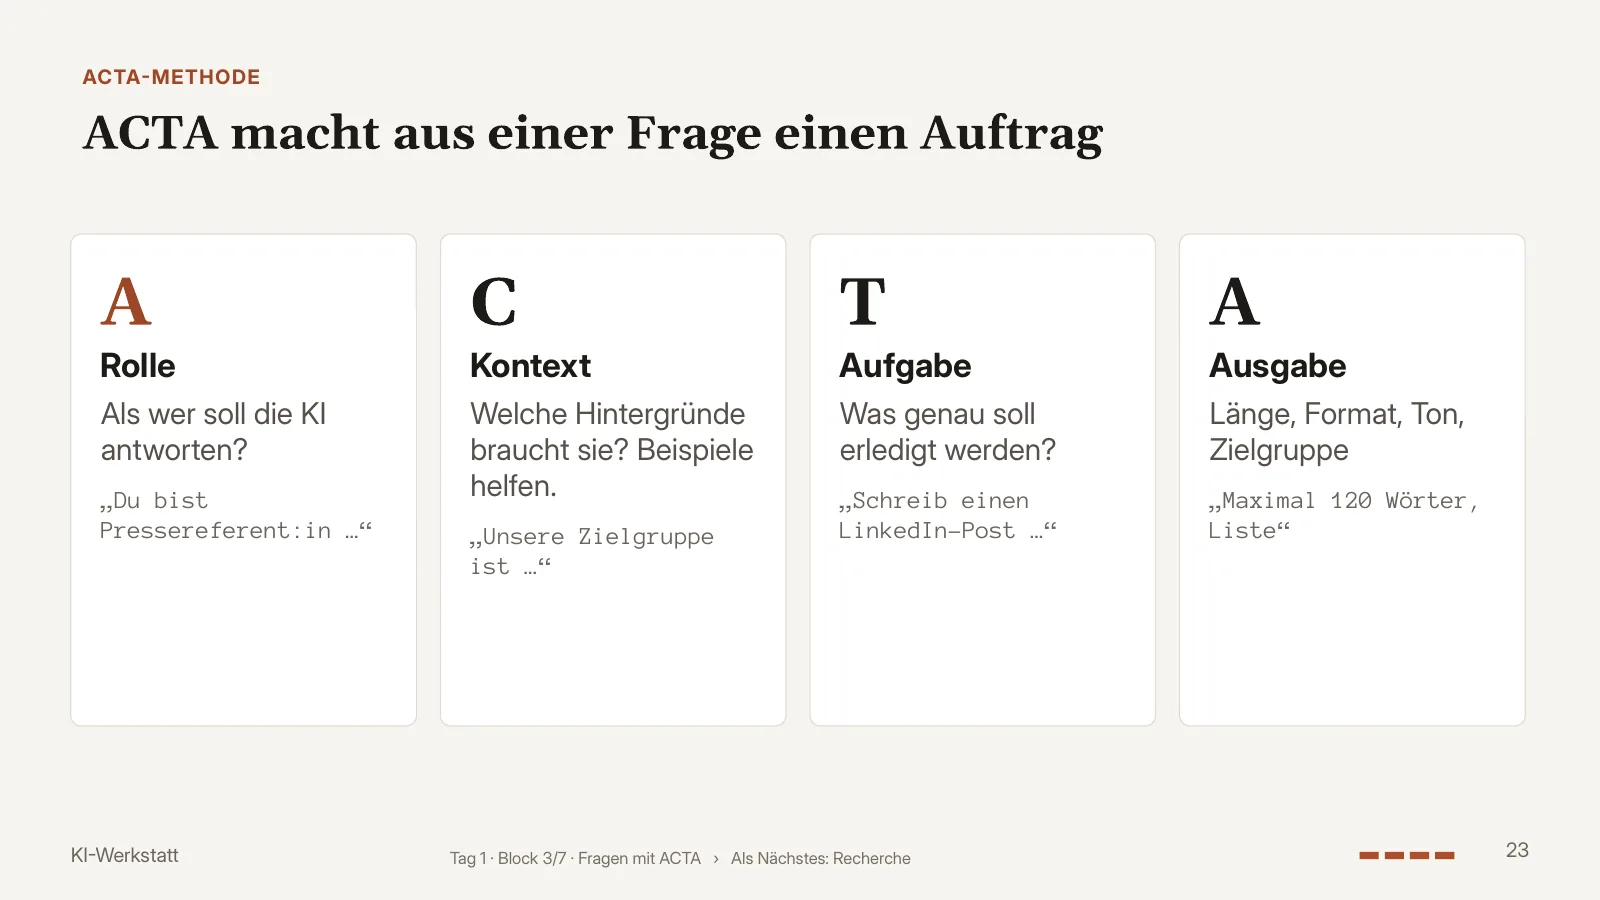 ACTA-METHODE
ACTA macht aus einer Frage einen Auftrag
A
Rolle
Als wer soll die KI
antworten?
„Du bist
Pressereferent:in …“
C
Kontext
Welche Hintergründe
braucht sie? Beispiele
helfen.
„Unsere Zielgruppe
ist …“
T
Aufgabe
Was genau soll
erledigt werden?
„Schreib einen
LinkedIn-Post …“
A
Ausgabe
Länge, Format, Ton,
Zielgruppe
„Maximal 120 Wörter,
Liste“
KI-Werkstatt
Tag 1 · Block 3/7 · Fragen mit ACTA › Als Nächstes: Recherche
23